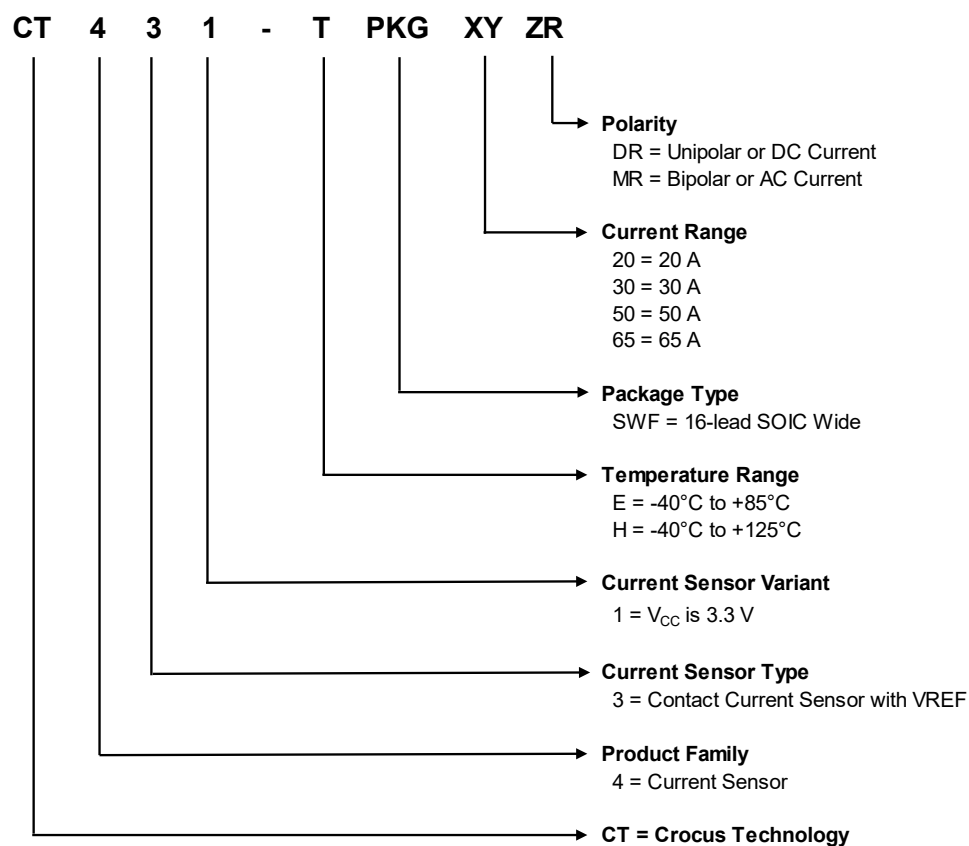 CT 4 3 1 - T PKG XY ZR
Polarity
DR = Unipolar or DC Current
MR = Bipolar or AC Current
Current Range
20 = 20 A
30 = 30 A
50 = 50 A
65 = 65 A
Package Type
SWF = 16-lead SOIC Wide
Temperature Range
E = -40°C to +85°C
H = -40°C to +125°C
Current Sensor Variant
1 = VCC is 3.3 V
Current Sensor Type
3 = Contact Current Sensor with VREF
Product Family
4 = Current Sensor
CT = Crocus Technology